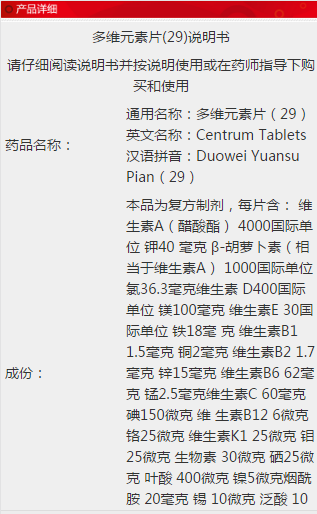 产品详细
多维元素片(29)说明书
请仔细阅读说明书并按说明使用或在药师指导下购
买和使用
药品名称：
通用名称：多维元素片（29）
英文名称：Centrum Tablets
汉语拼音：Duowei Yuansu
Pian（29）
成份：
本品为复方制剂，每片含： 维
生素A（醋酸酯） 4000国际单
位 钾40 毫克 β-胡萝卜素（相
当于维生素A） 1000国际单位
氯36.3毫克维生素 D400国际
单位 镁100毫克 维生素E 30国
际单位 铁18毫 克 维生素B1
1.5毫克 铜2毫克 维生素B2 1.7
毫克 锌15毫克 维生素B6 62毫
克 锰2.5毫克维生素C 60毫克
碘150微克 维 生素B12 6微克
铬25微克 维生素K1 25微克 钼
25微克 生物素 30微克 硒25微
克 叶酸 400微克 镍5微克烟酰
胺 20毫克 锡 10微克 泛酸 10